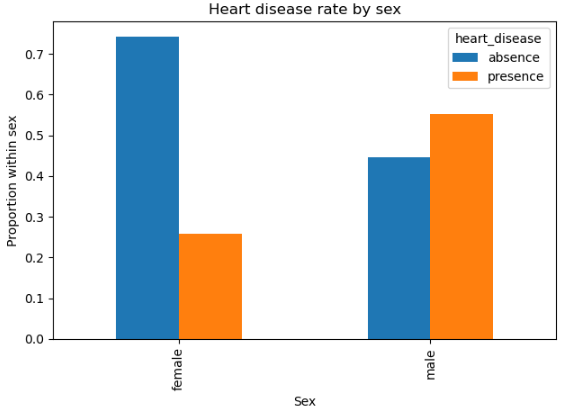 Heart disease rate by sex
heart_disease
absence
presence
Proportion within sex
0.7
0.6
0.5
0.4
0.3
0.2
0.1
0.0
female
male
Sex